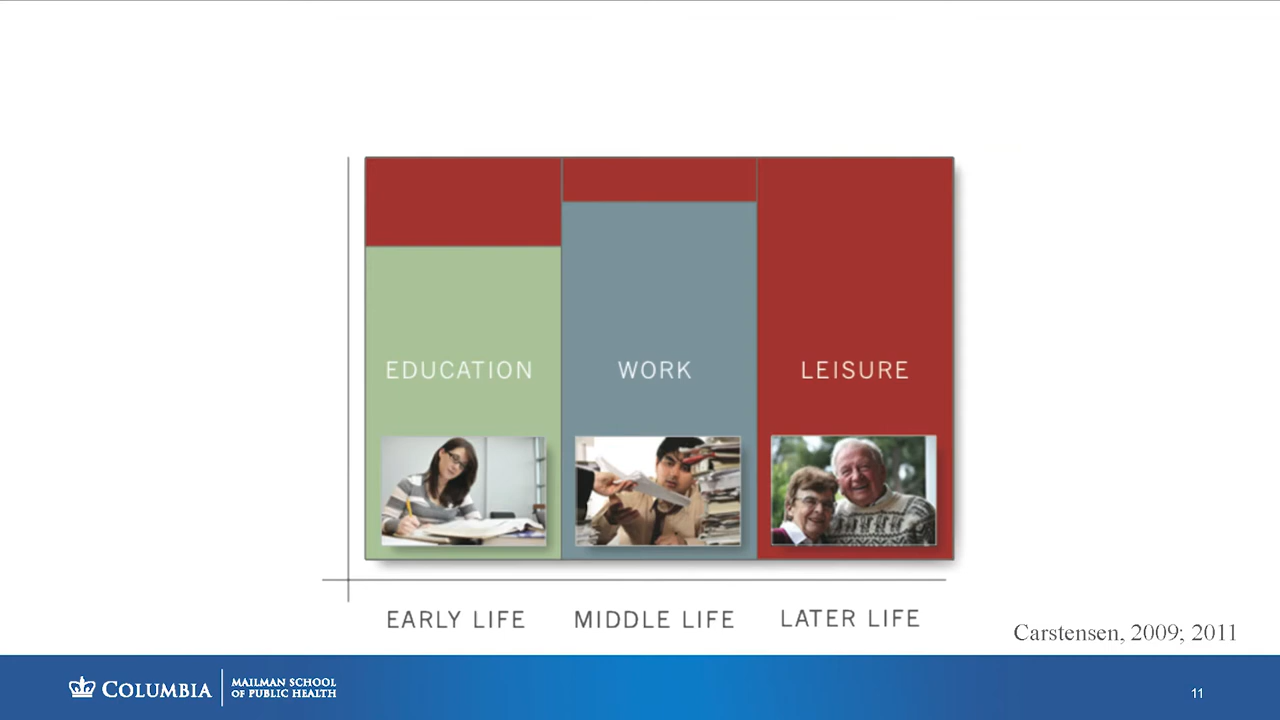 EDUCATION
WORK
LEISURE
EARLY LIFE
MIDDLE LIFE
LATER LIFE
Carstensen, 2009; 2011
COLUMBIA
MAILMAN SCHOOL
OF PUBLIC HEALTH
11